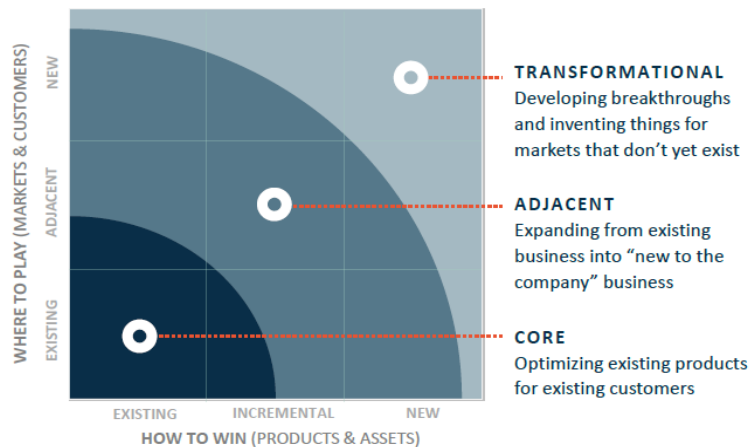 WHERE TO PLAY (MARKETS & CUSTOMERS)
NEW
ADJACENT
EXISTING
TRANSFORMATIONAL
Developing breakthroughs
and inventing things for
markets that don’t yet exist
ADJACENT
Expanding from existing
business into “new to the
company” business
CORE
Optimizing existing products
for existing customers
EXISTING
INCREMENTAL
NEW
HOW TO WIN (PRODUCTS & ASSETS)